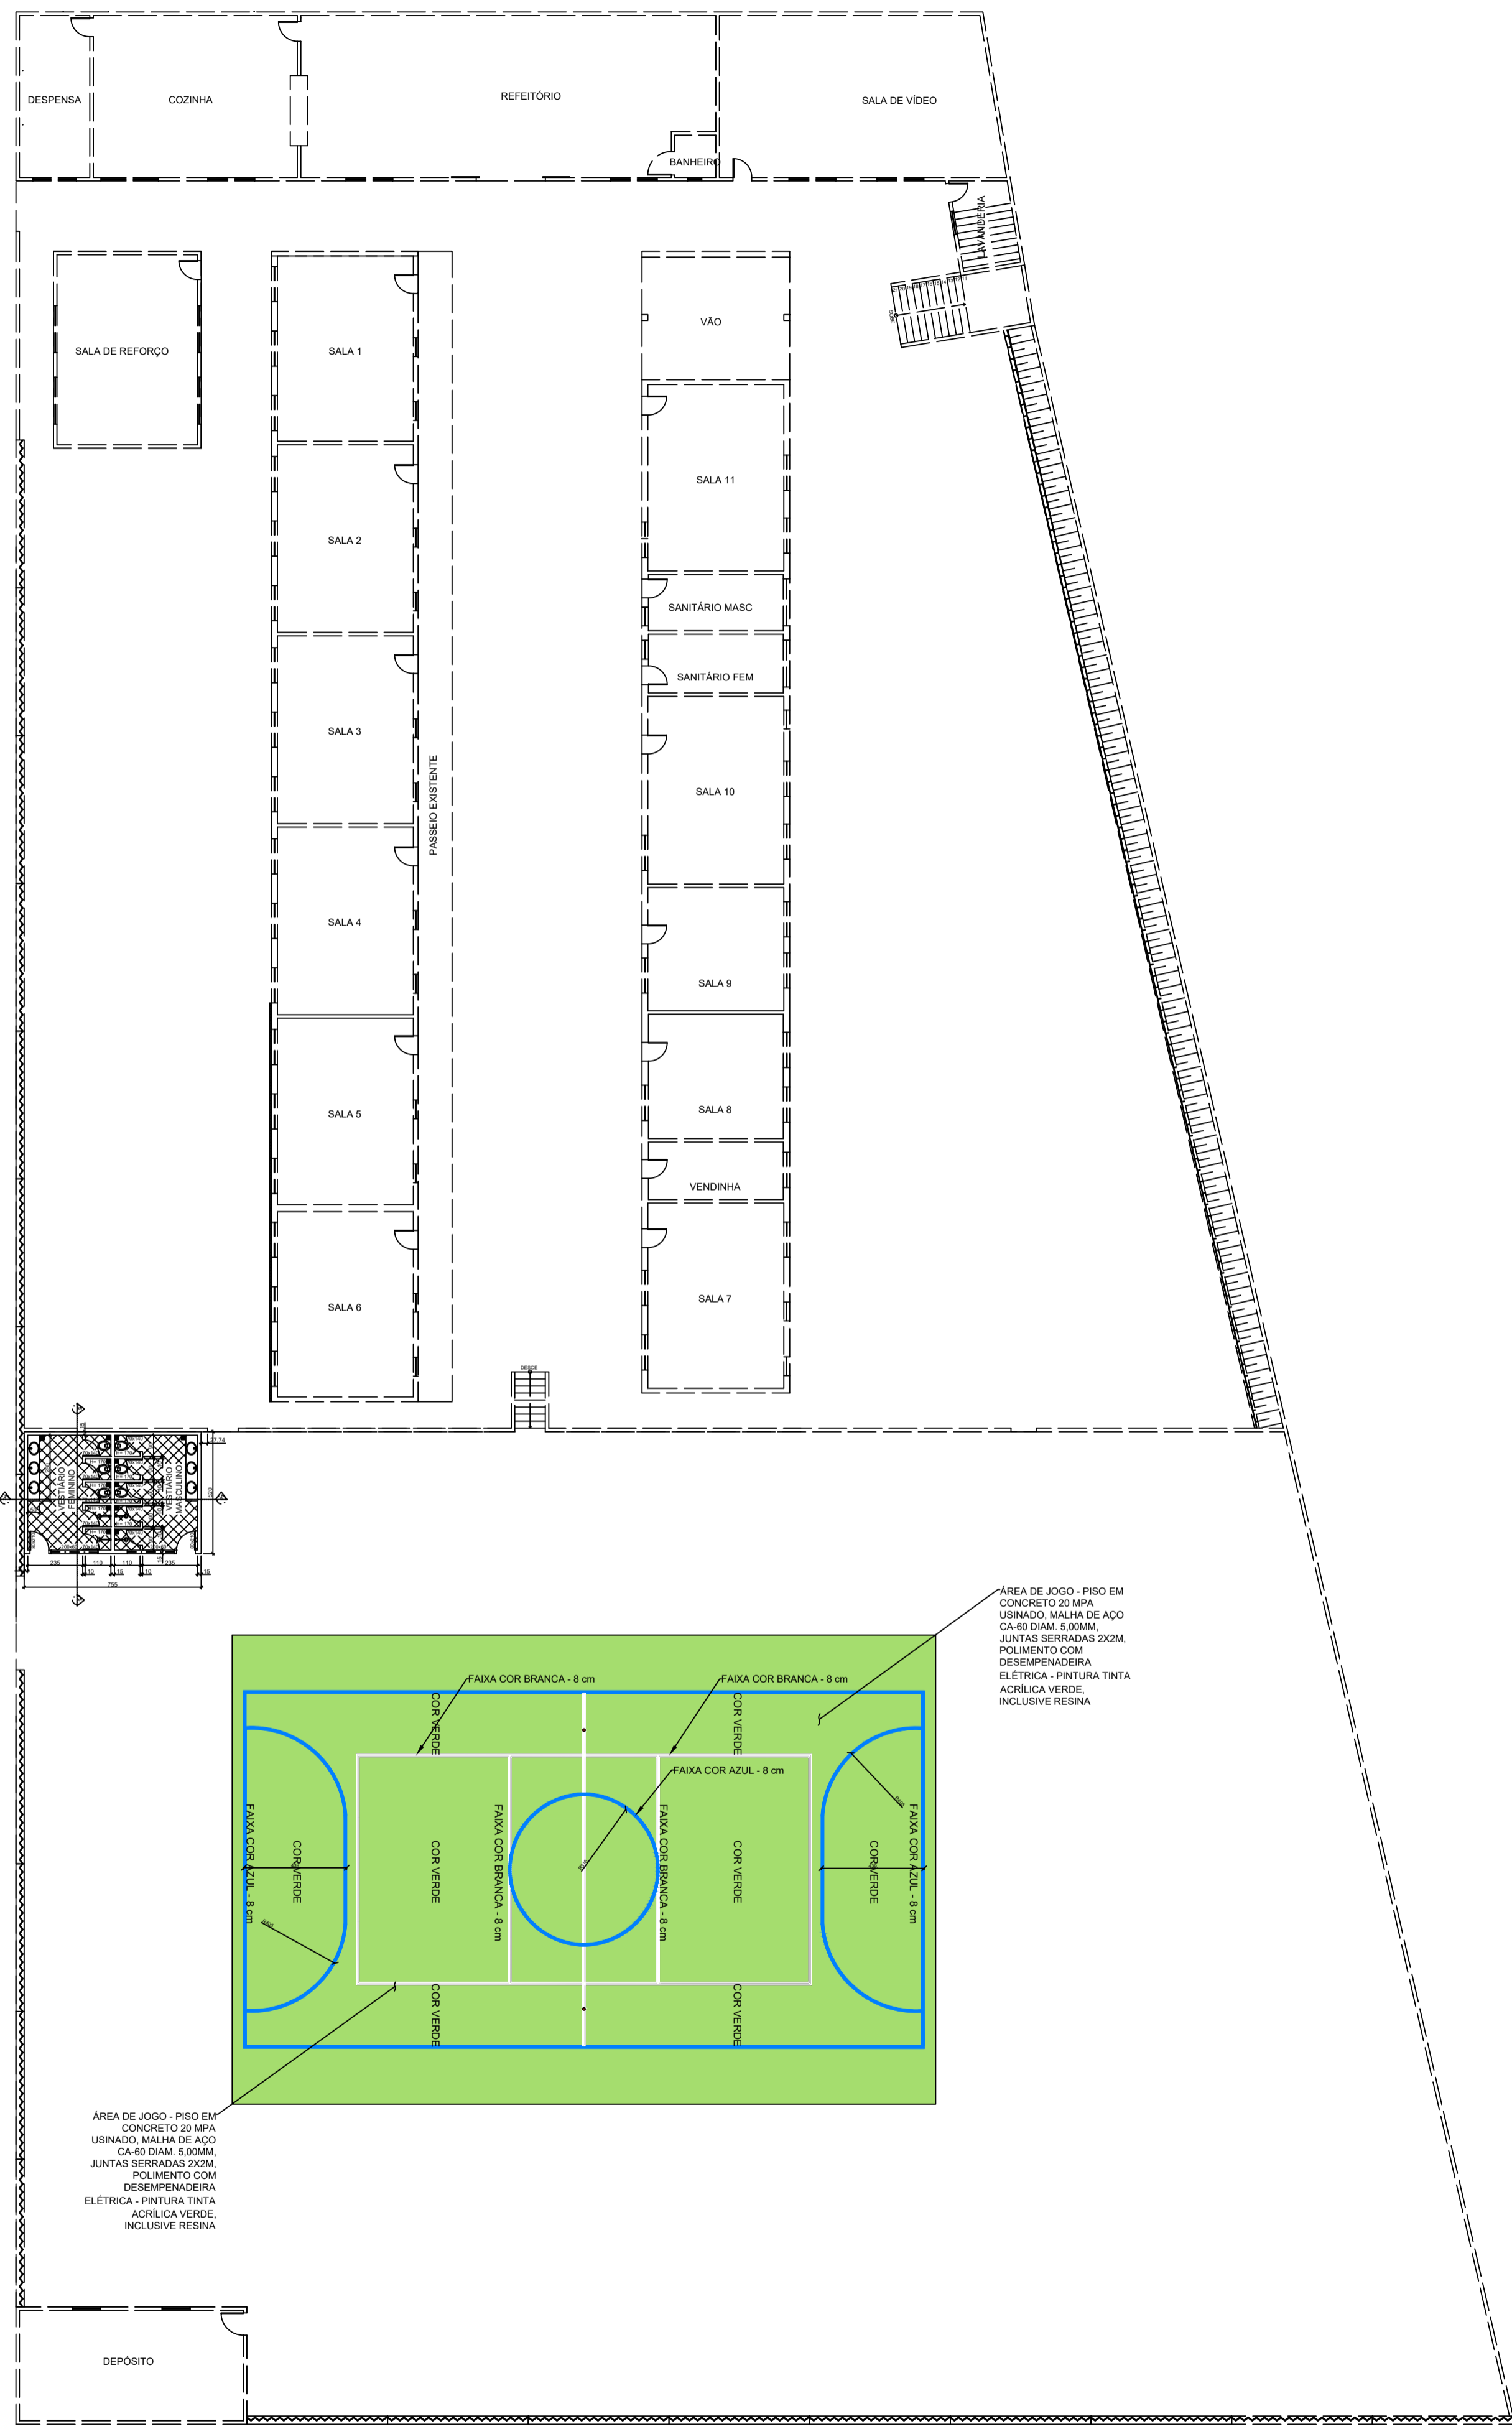 DESPENSA
COZINHA
REFEITÓRIO
SALA DE VÍDEO
BANHEIRO
LAVANDERIA
SOBE
SALA DE REFORÇO
SALA 1
VÃO
SALA 11
SALA 2
SANITÁRIO MASC
SANITÁRIO FEM
SALA 3
PASSEIO EXISTENTE
SALA 10
SALA 4
SALA 9
SALA 5
SALA 8
VENDINHA
SALA 6
SALA 7
DESCE
VESTIÁRIO
FEMININO
VESTIÁRIO
MASCULINO
27,74
520
235
110
110
235
10
15
10
15
755
ÁREA DE JOGO - PISO EM
CONCRETO 20 MPA
USINADO, MALHA DE AÇO
CA-60 DIAM. 5,00MM,
JUNTAS SERRADAS 2X2M,
POLIMENTO COM
DESEMPENADEIRA
ELÉTRICA - PINTURA TINTA
ACRÍLICA VERDE,
INCLUSIVE RESINA
FAIXA COR BRANCA - 8 cm
FAIXA COR BRANCA - 8 cm
COR VERDE
COR VERDE
FAIXA COR AZUL - 8 cm
FAIXA COR AZUL - 8 cm
COR VERDE
COR VERDE
FAIXA COR BRANCA - 8 cm
FAIXA COR BRANCA - 8 cm
COR VERDE
COR VERDE
FAIXA COR AZUL - 8 cm
COR VERDE
COR VERDE
ÁREA DE JOGO - PISO EM
CONCRETO 20 MPA
USINADO, MALHA DE AÇO
CA-60 DIAM. 5,00MM,
JUNTAS SERRADAS 2X2M,
POLIMENTO COM
DESEMPENADEIRA
ELÉTRICA - PINTURA TINTA
ACRÍLICA VERDE,
INCLUSIVE RESINA
DEPÓSITO